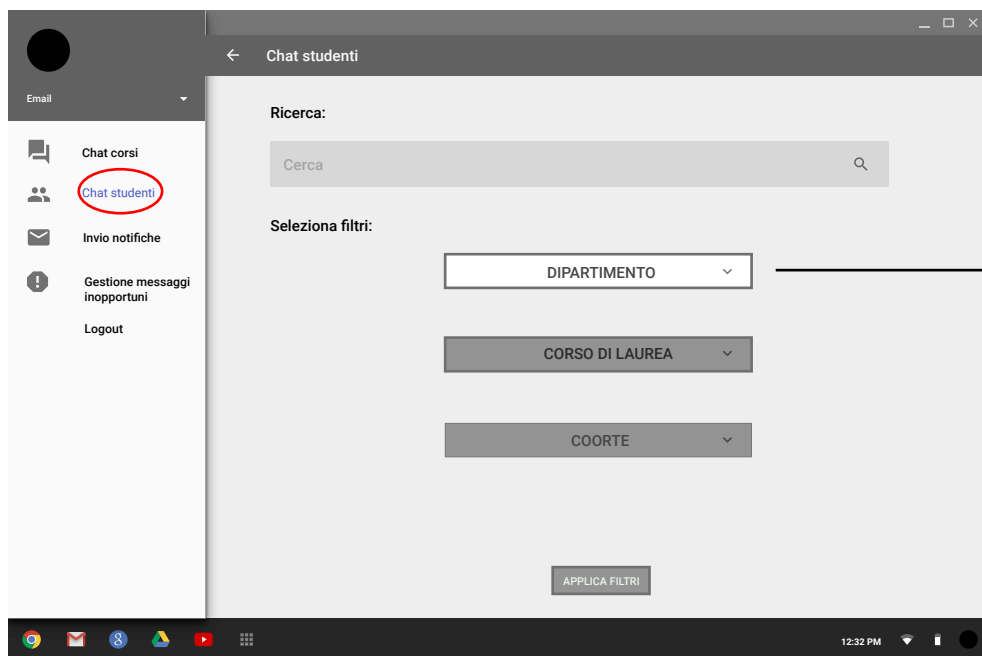 Chat studenti
Email
Ricerca:
Chat corsi
Cerca
Chat studenti
Seleziona filtri:
Invio notifiche
DIPARTIMENTO
Gestione messaggi
inopportuni
Logout
CORSO DI LAUREA
COORTE
APPLICA FILTRI
12:32 PM